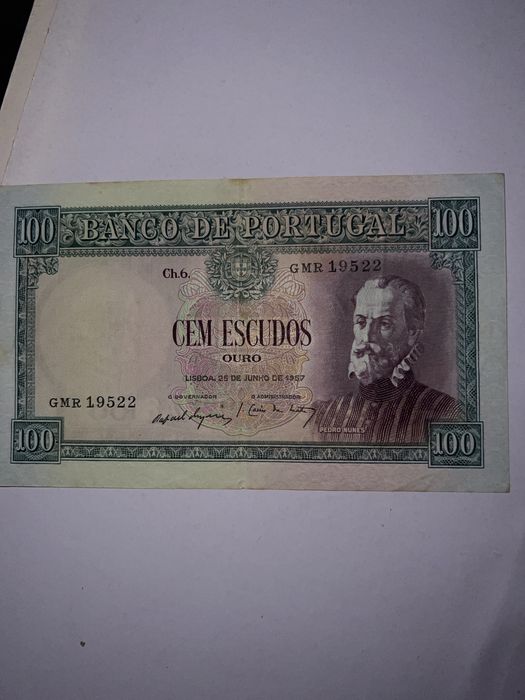 100 BANCO DE PORTUGAL 100
Ch.6. GMR 19522
CEM ESCUDOS
OURO
LISBOA, 25 DE JUNHO DE 1957
O GOVERNADOR O ADMINISTRADOR
GMR 19522
PEDRO NUNES
100 100